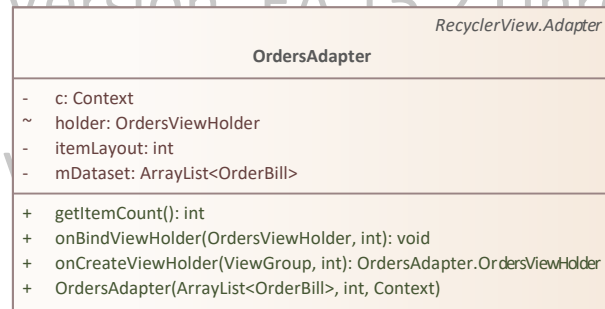 RecyclerView.Adapter
OrdersAdapter
- c: Context
~ holder: OrdersViewHolder
- itemLayout: int
- mDataset: ArrayList<OrderBill>
+ getItemCount(): int
+ onBindViewHolder(OrdersViewHolder, int): void
+ onCreateViewHolder(ViewGroup, int): OrdersAdapter.OrdersViewHolder
+ OrdersAdapter(ArrayList<OrderBill>, int, Context)